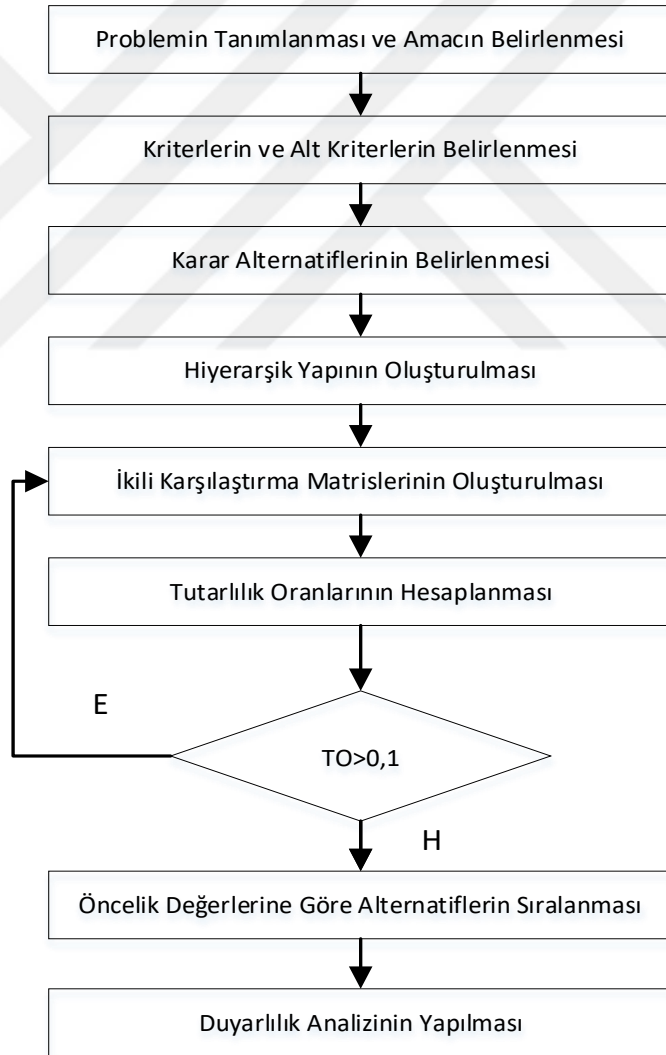 Problemin Tanımlanması ve Amacın Belirlenmesi
Kriterlerin ve Alt Kriterlerin Belirlenmesi
Karar Alternatiflerinin Belirlenmesi
Hiyerarşik Yapının Oluşturulması
İkili Karşılaştırma Matrislerinin Oluşturulması
Tutarlılık Oranlarının Hesaplanması
E
TO>0,1
H
Öncelik Değerlerine Göre Alternatiflerin Sıralanması
Duyarlılık Analizinin Yapılması